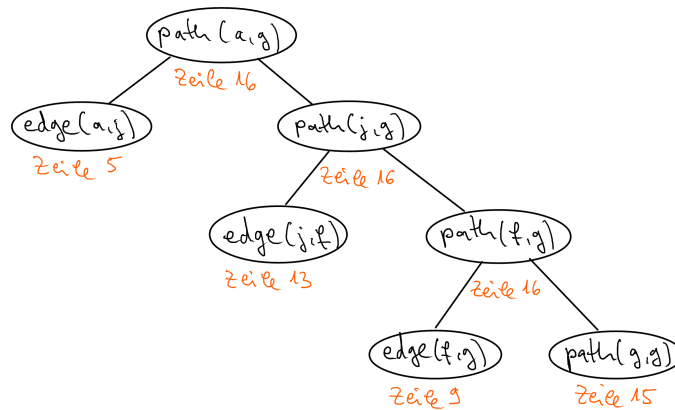 path(a,g)
Zeile 16
edge(a,j)
path(j,g)
Zeile 5
Zeile 16
edge(j,f)
path(f,g)
Zeile 13
Zeile 16
edge(f,g)
path(g,g)
Zeile 9
Zeile 15